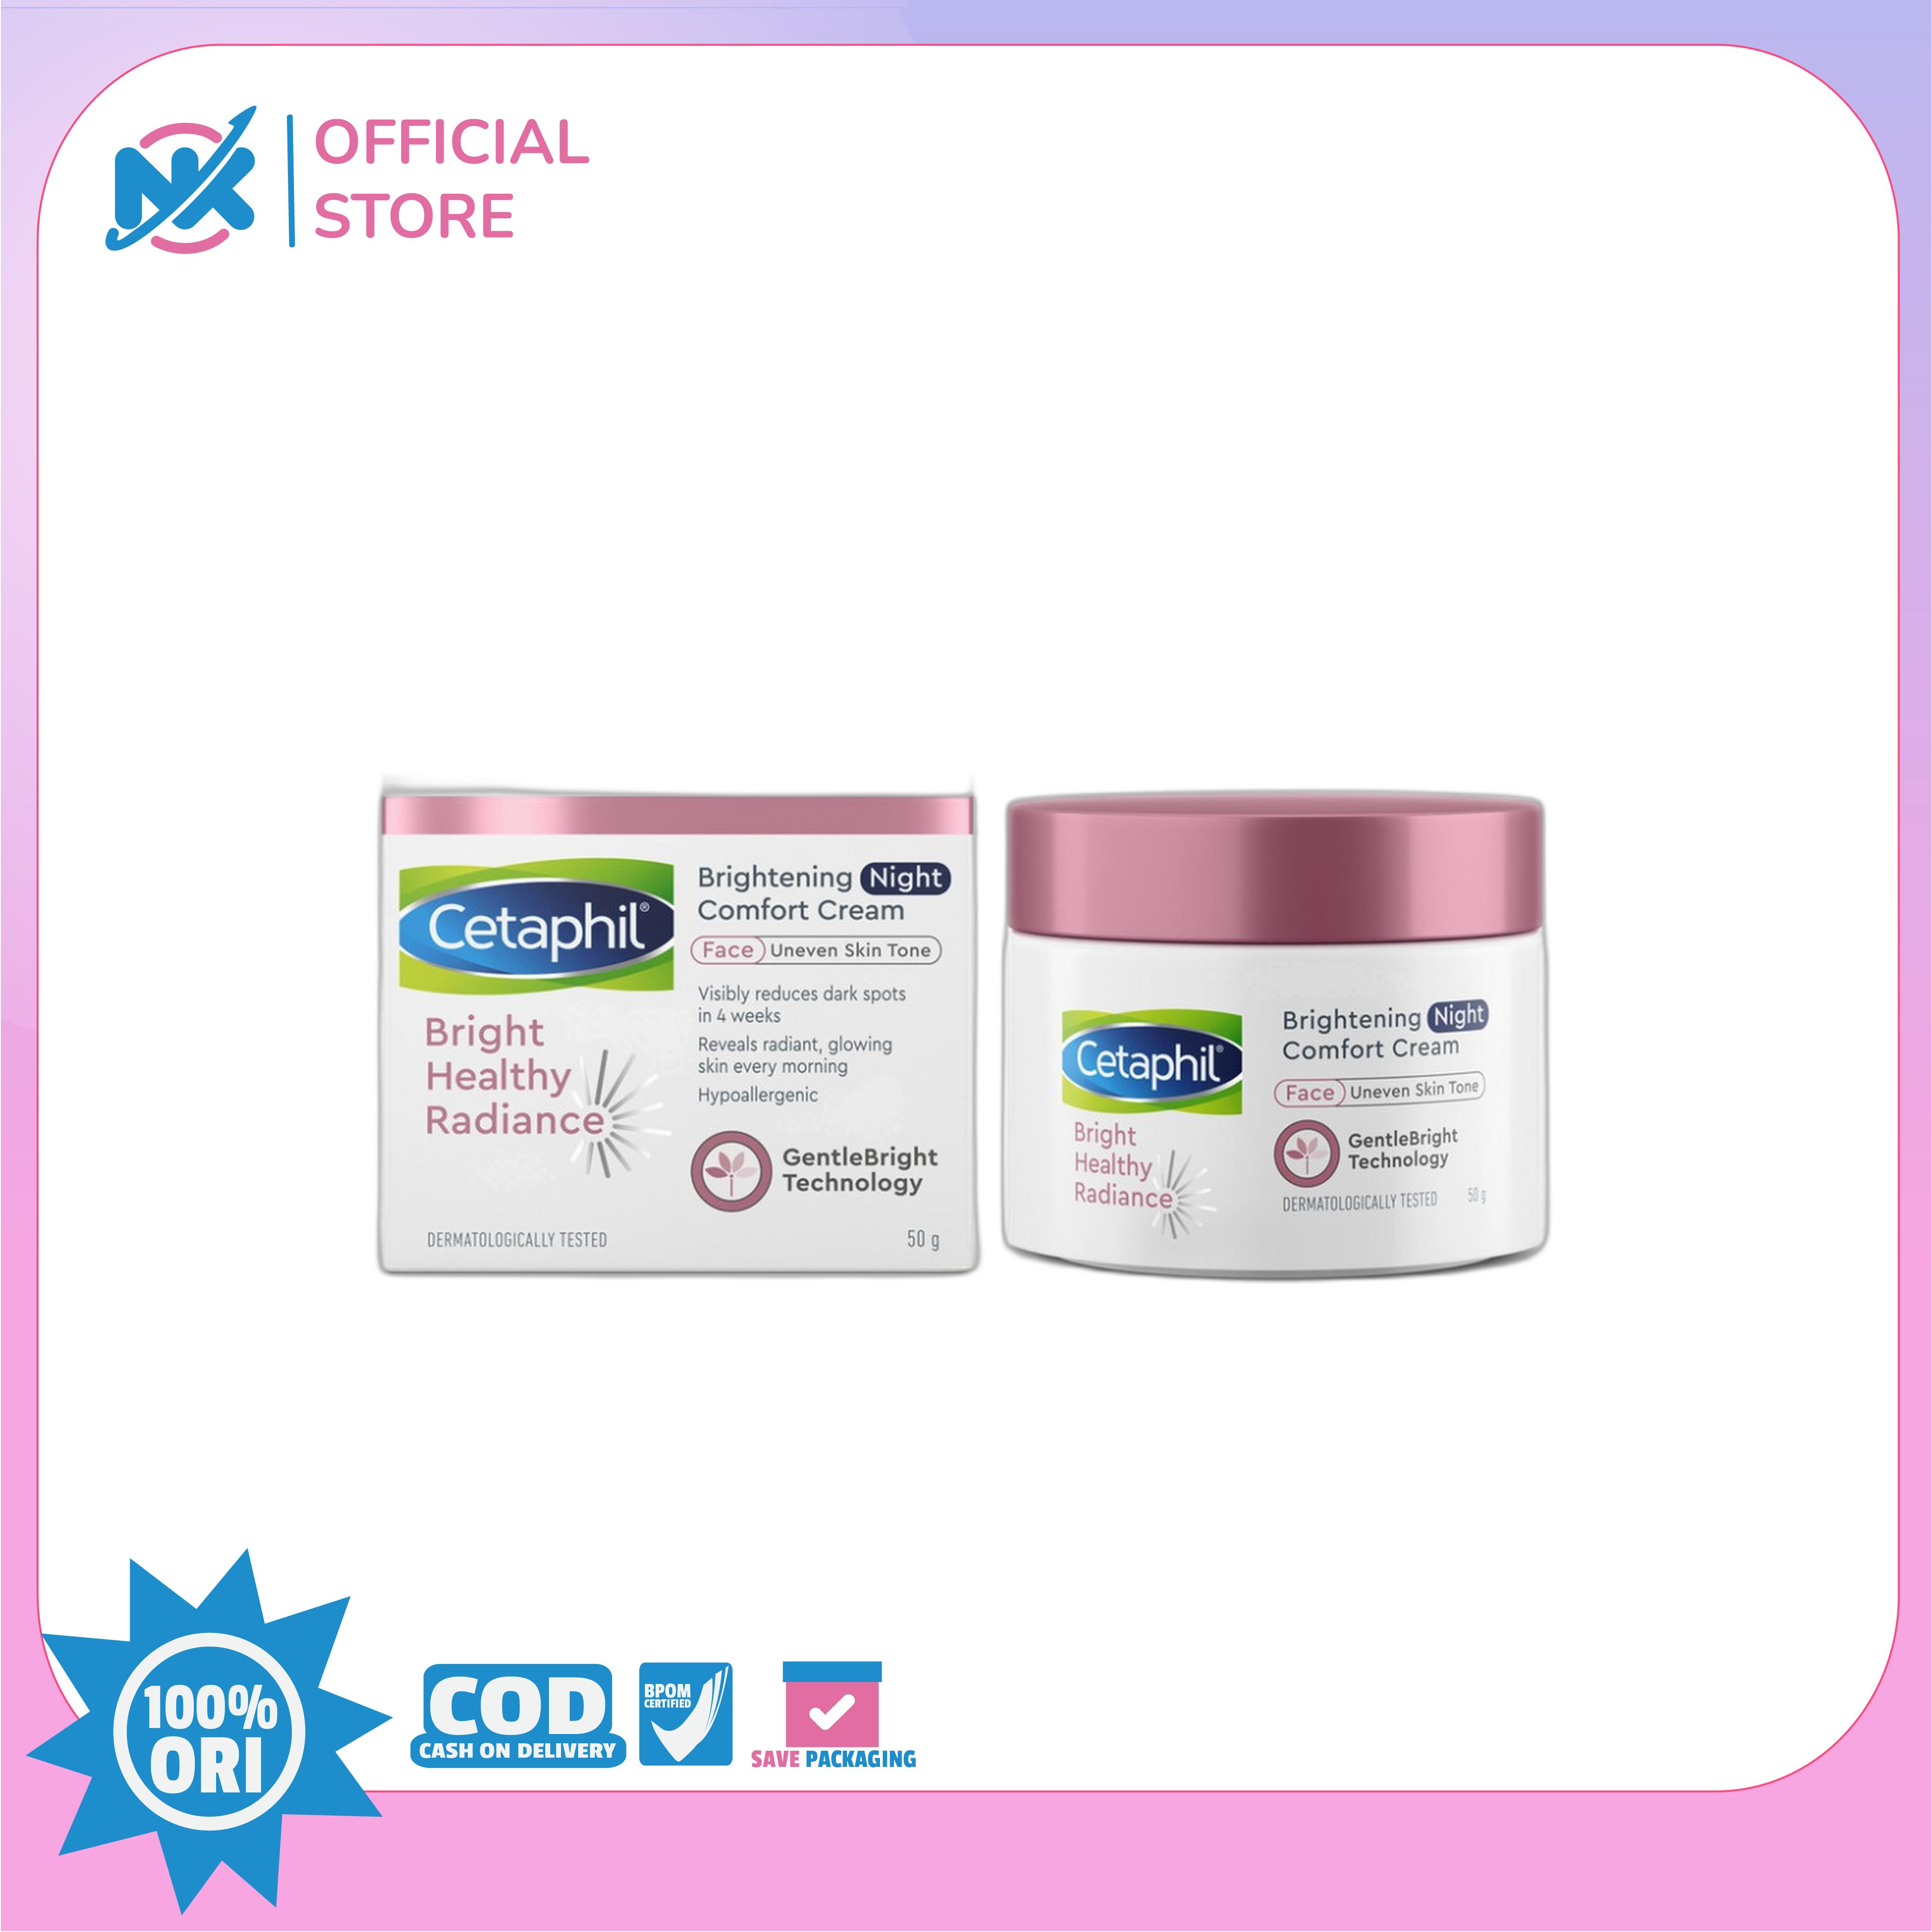 NK
OFFICIAL
STORE
Cetaphil®
Bright
Healthy
Radiance
DERMATOLOGICALLY TESTED
Brightening Night
Comfort Cream
Face Uneven Skin Tone
Visibly reduces dark spots
in 4 weeks
Reveals radiant, glowing
skin every morning
Hypoallergenic
GentleBright
Technology
50 g
Cetaphil®
Bright
Healthy
Radiance
Brightening Night
Comfort Cream
Face Uneven Skin Tone
GentleBright
Technology
DERMATOLOGICALLY TESTED 50 g
100%
ORI
COD
CASH ON DELIVERY
BPOM
CERTIFIED
SAVE PACKAGING